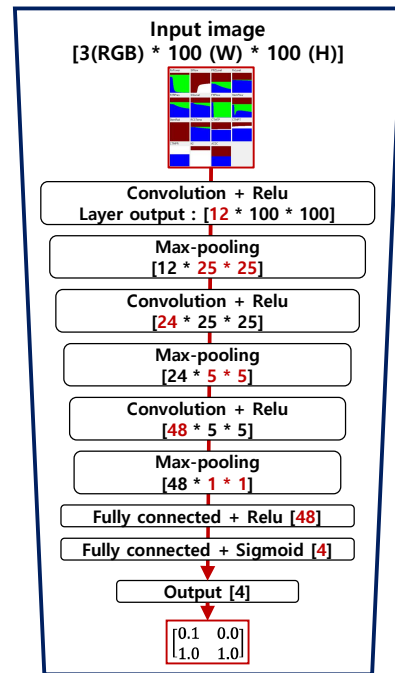 Input image
[3(RGB) * 100 (W) * 100 (H)]
Convolution + Relu
Layer output : [12 * 100 * 100]
Max-pooling
[12 * 25 * 25]
Convolution + Relu
[24 * 25 * 25]
Max-pooling
[24 * 5 * 5]
Convolution + Relu
[48 * 5 * 5]
Max-pooling
[48 * 1 * 1]
Fully connected + Relu [48]
Fully connected + Sigmoid [4]
Output [4]
[0.1 0.0
1.0 1.0]